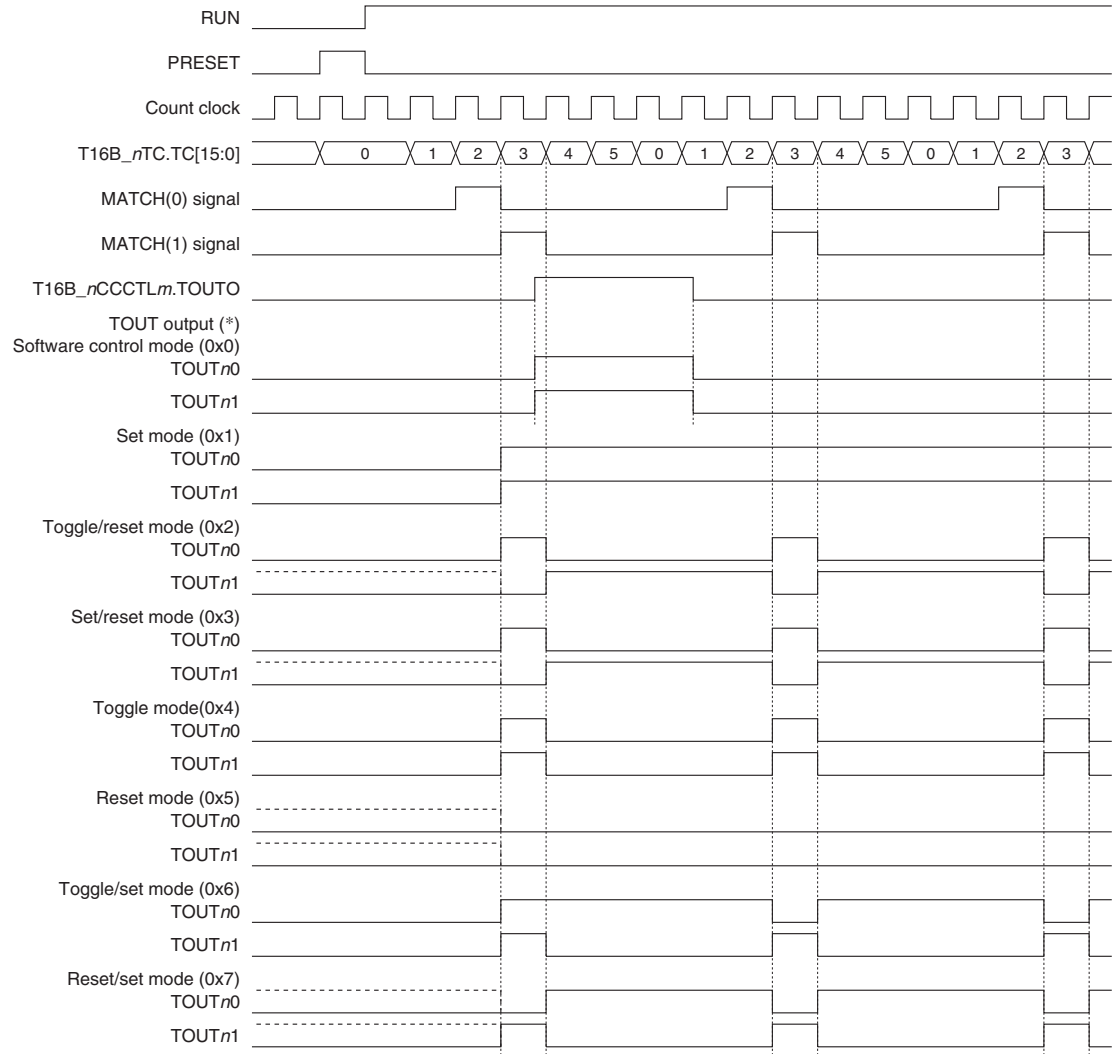 RUN
PRESET
Count clock
T16B_nTC.TC[15:0] 0 1 2 3 4 5 0 1 2 3 4 5 0 1 2 3
MATCH(0) signal
MATCH(1) signal
T16B_nCCCTLm.TOUTO
TOUT output (*)
Software control mode (0x0)
TOUTn0
TOUTn1
Set mode (0x1)
TOUTn0
TOUTn1
Toggle/reset mode (0x2)
TOUTn0
TOUTn1
Set/reset mode (0x3)
TOUTn0
TOUTn1
Toggle mode(0x4)
TOUTn0
TOUTn1
Reset mode (0x5)
TOUTn0
TOUTn1
Toggle/set mode (0x6)
TOUTn0
TOUTn1
Reset/set mode (0x7)
TOUTn0
TOUTn1